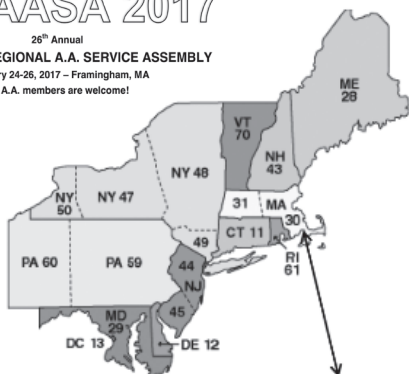 AASA 2017
26th Annual
EGIONAL A.A. SERVICE ASSEMBLY
ry 24-26, 2017 – Framingham, MA
A.A. members are welcome!
ME
28
VT
70
NH
43
NY 48
NY
50
NY 47
31
MA
30
49
CT 11
RI
61
PA 60
PA 59
44
NJ
45
MD
29
DC 13
DE 12